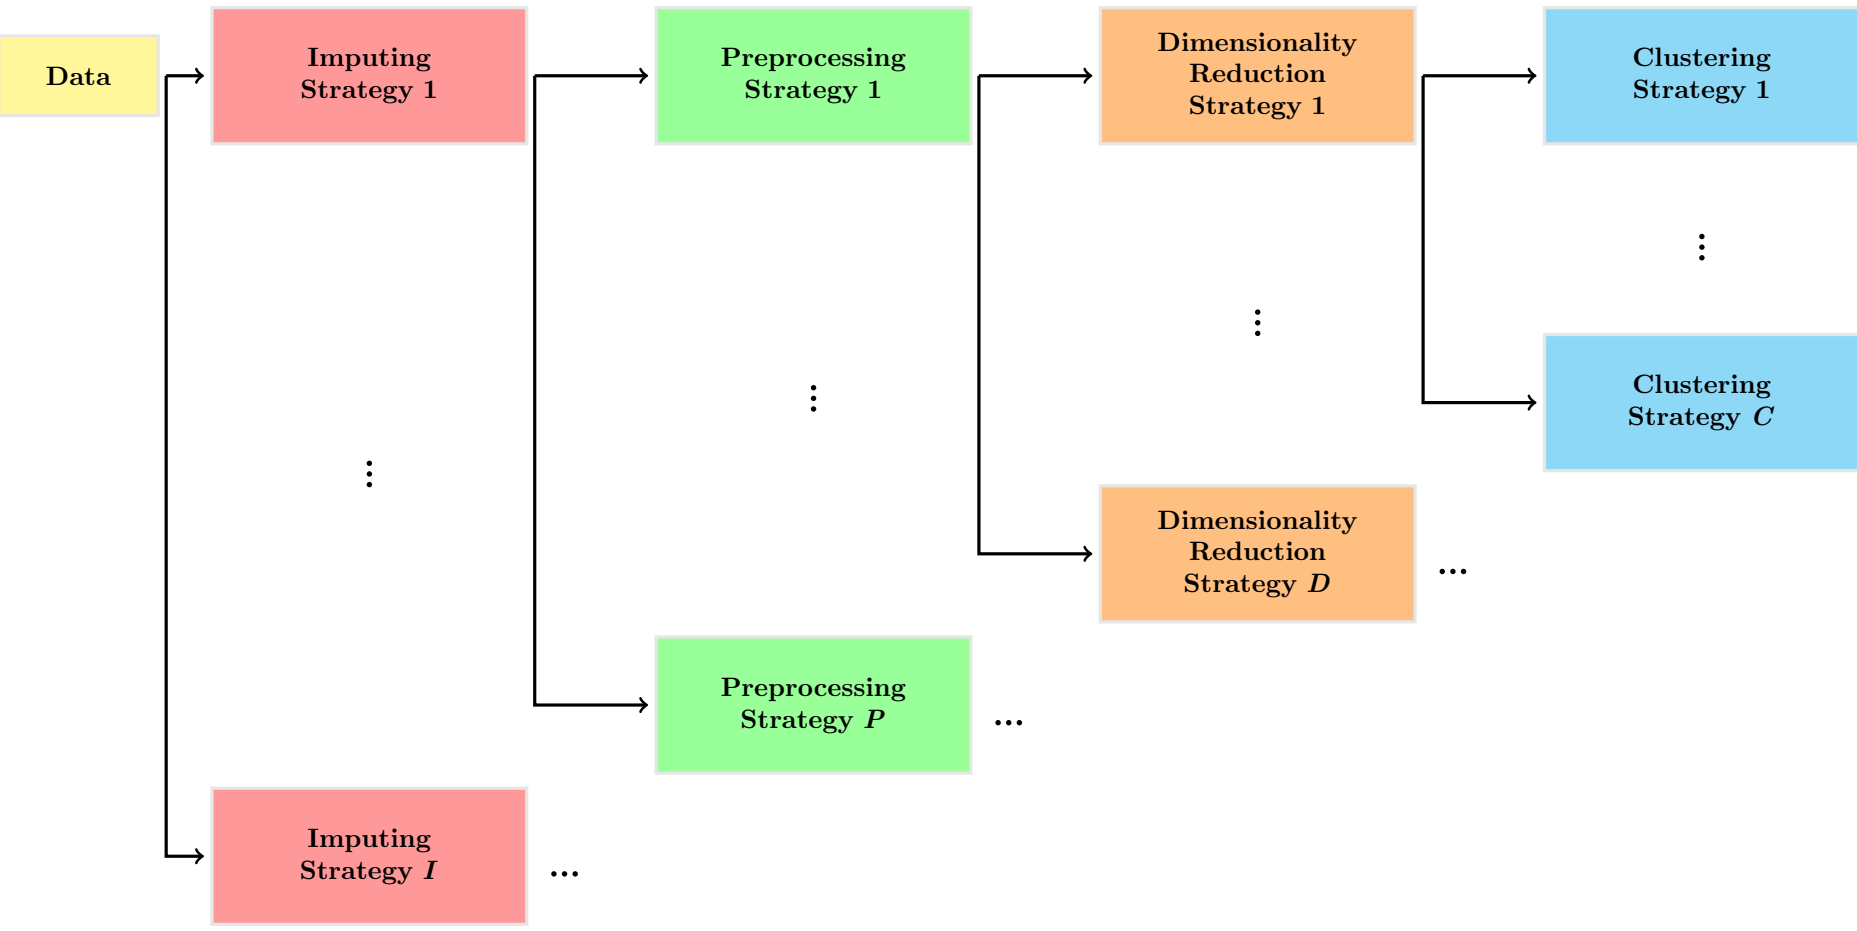 Data
Imputing
Strategy 1
Preprocessing
Strategy 1
Dimensionality
Reduction
Strategy 1
Clustering
Strategy 1
⋮
⋮
Clustering
Strategy C
⋮
⋮
Dimensionality
Reduction
Strategy D
...
Preprocessing
Strategy P
...
Imputing
Strategy I
...